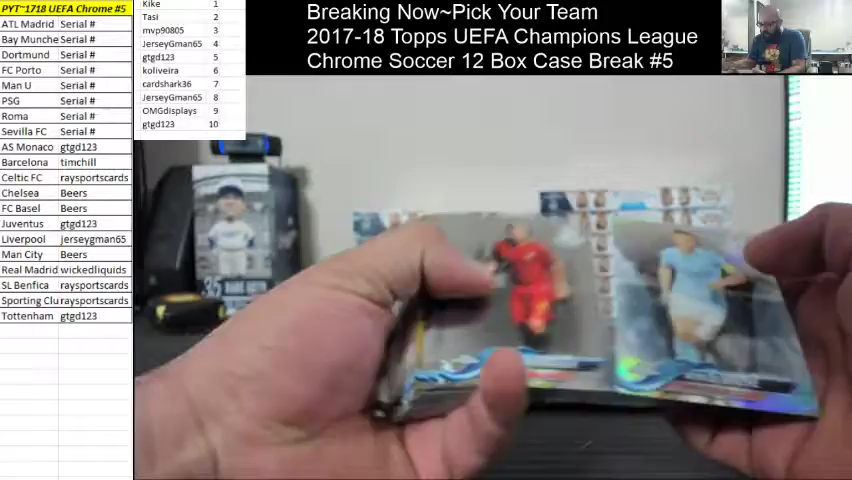 PYT~1718 UEFA Chrome #5
ATL Madrid Serial #
Bay Munche Serial #
Dortmund Serial #
FC Porto Serial #
Man U Serial #
PSG Serial #
Roma Serial #
Sevilla FC Serial #
AS Monaco gtgd123
Barcelona timchill
Celtic FC raysportscards
Chelsea Beers
FC Basel Beers
Juventus gtgd123
Liverpool jerseygman65
Man City Beers
Real Madrid wickedliquids
SL Benfica raysportscards
Sporting Clu raysportscards
Tottenham gtgd123
Kike 1
Tasi 2
mvp90805 3
JerseyGman65 4
gtgd123 5
koliveira 6
cardshark36 7
JerseyGman65 8
OMGdisplays 9
gtgd123 10
Breaking Now~Pick Your Team
2017-18 Topps UEFA Champions League
Chrome Soccer 12 Box Case Break #5
35